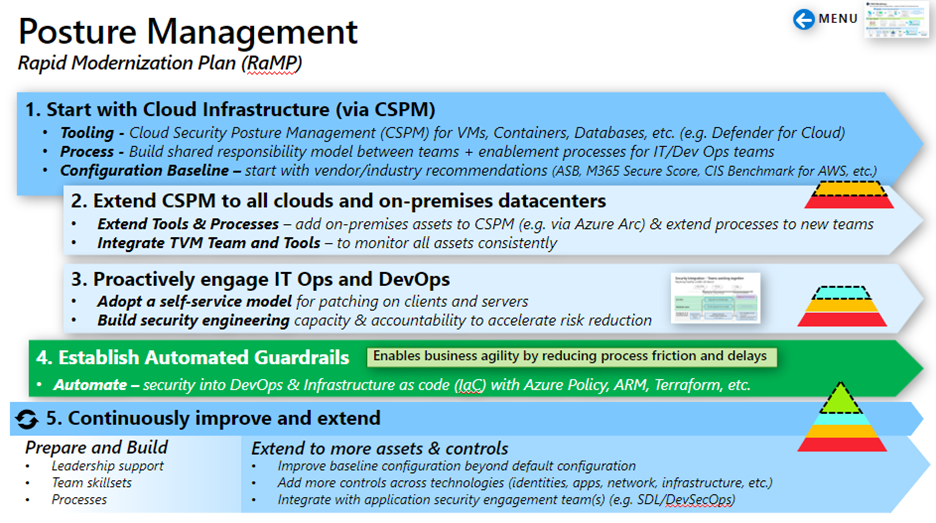 Posture Management
MENU
Rapid Modernization Plan (RaMP)
1. Start with Cloud Infrastructure (via CSPM)
• Tooling - Cloud Security Posture Management (CSPM) for VMs, Containers, Databases, etc. (e.g. Defender for Cloud)
• Process - Build shared responsibility model between teams + enablement processes for IT/Dev Ops teams
• Configuration Baseline – start with vendor/industry recommendations (ASB, M365 Secure Score, CIS Benchmark for AWS, etc.)
2. Extend CSPM to all clouds and on-premises datacenters
• Extend Tools & Processes – add on-premises assets to CSPM (e.g. via Azure Arc) & extend processes to new teams
• Integrate TVM Team and Tools – to monitor all assets consistently
3. Proactively engage IT Ops and DevOps
• Adopt a self-service model for patching on clients and servers
• Build security engineering capacity & accountability to accelerate risk reduction
4. Establish Automated Guardrails
Enables business agility by reducing process friction and delays
• Automate – security into DevOps & Infrastructure as code (IaC) with Azure Policy, ARM, Terraform, etc.
5. Continuously improve and extend
Prepare and Build
• Leadership support
• Team skillsets
• Processes
Extend to more assets & controls
• Improve baseline configuration beyond default configuration
• Add more controls across technologies (identities, apps, network, infrastructure, etc.)
• Integrate with application security engagement team(s) (e.g. SDL/DevSecOps)